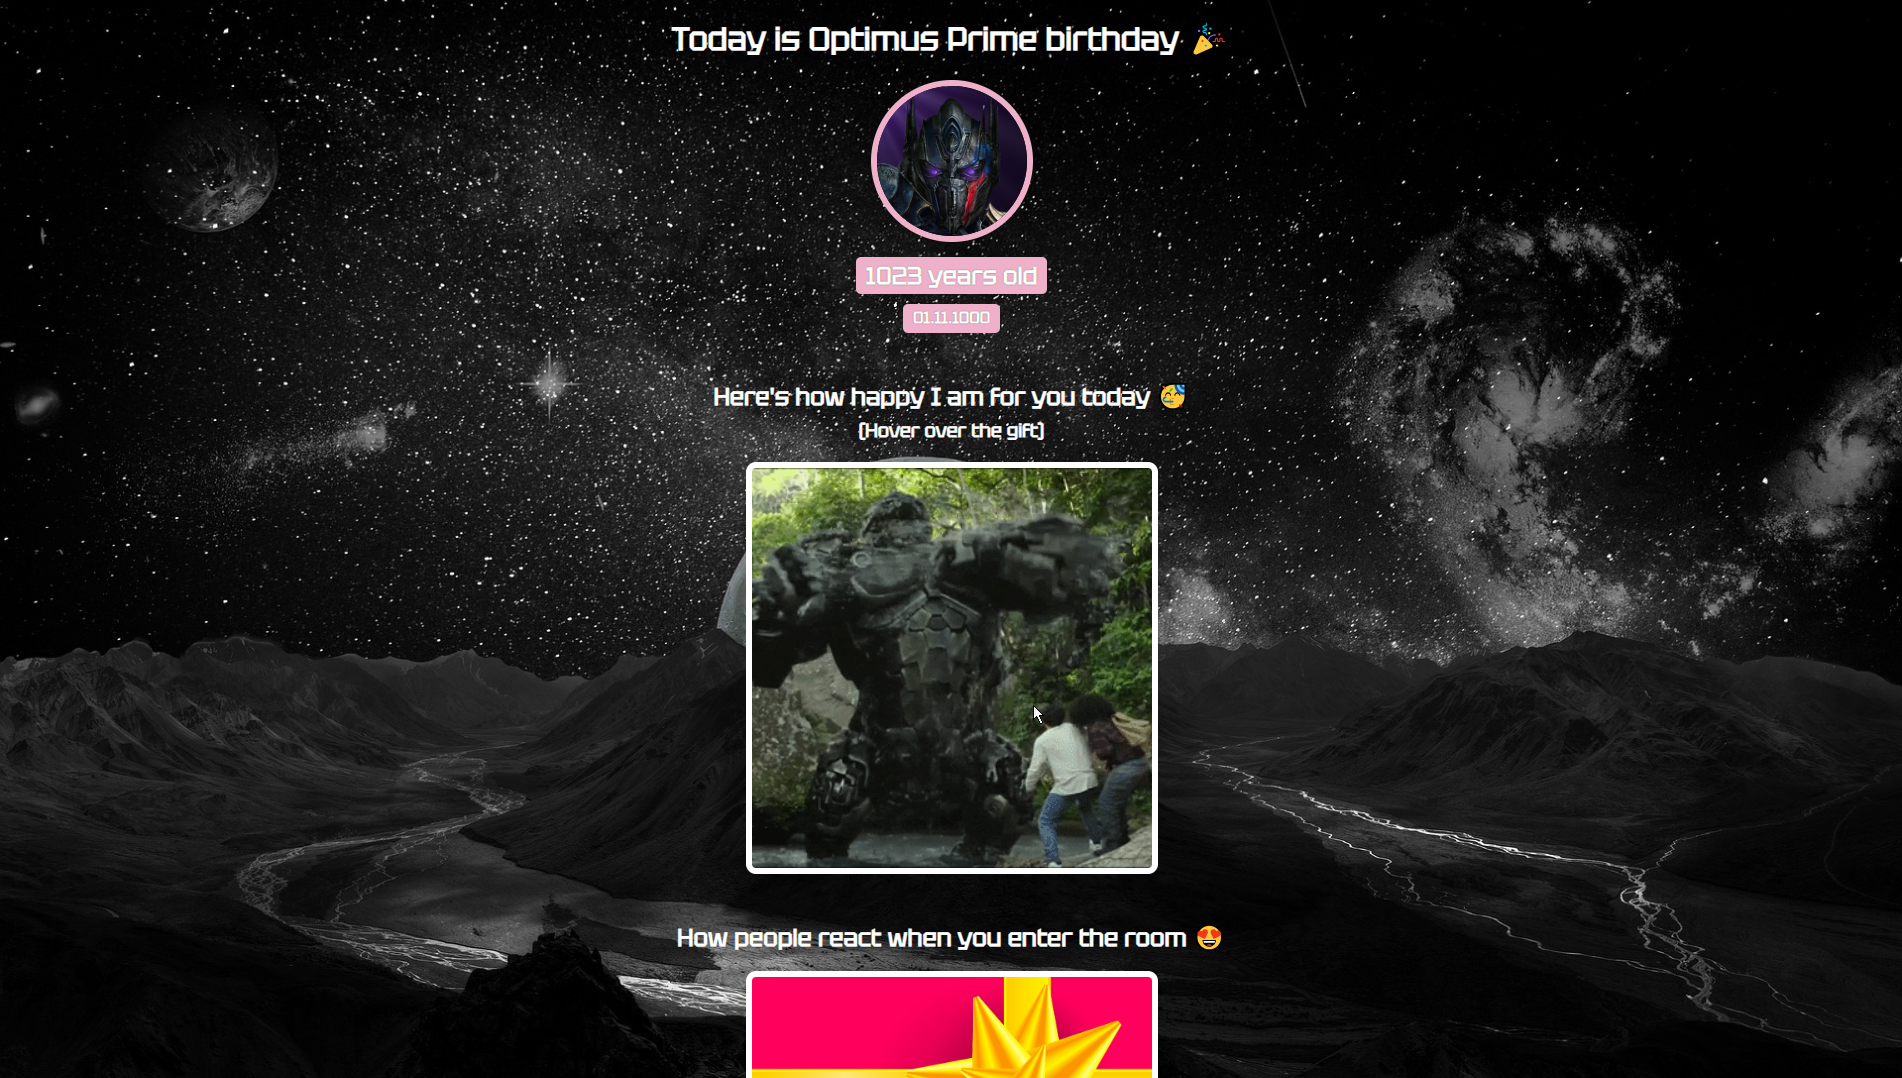 Today is Optimus Prime birthday 🎉
1023 years old
01.11.1000
Here's how happy I am for you today 🥳
(Hover over the gift)
How people react when you enter the room 😍